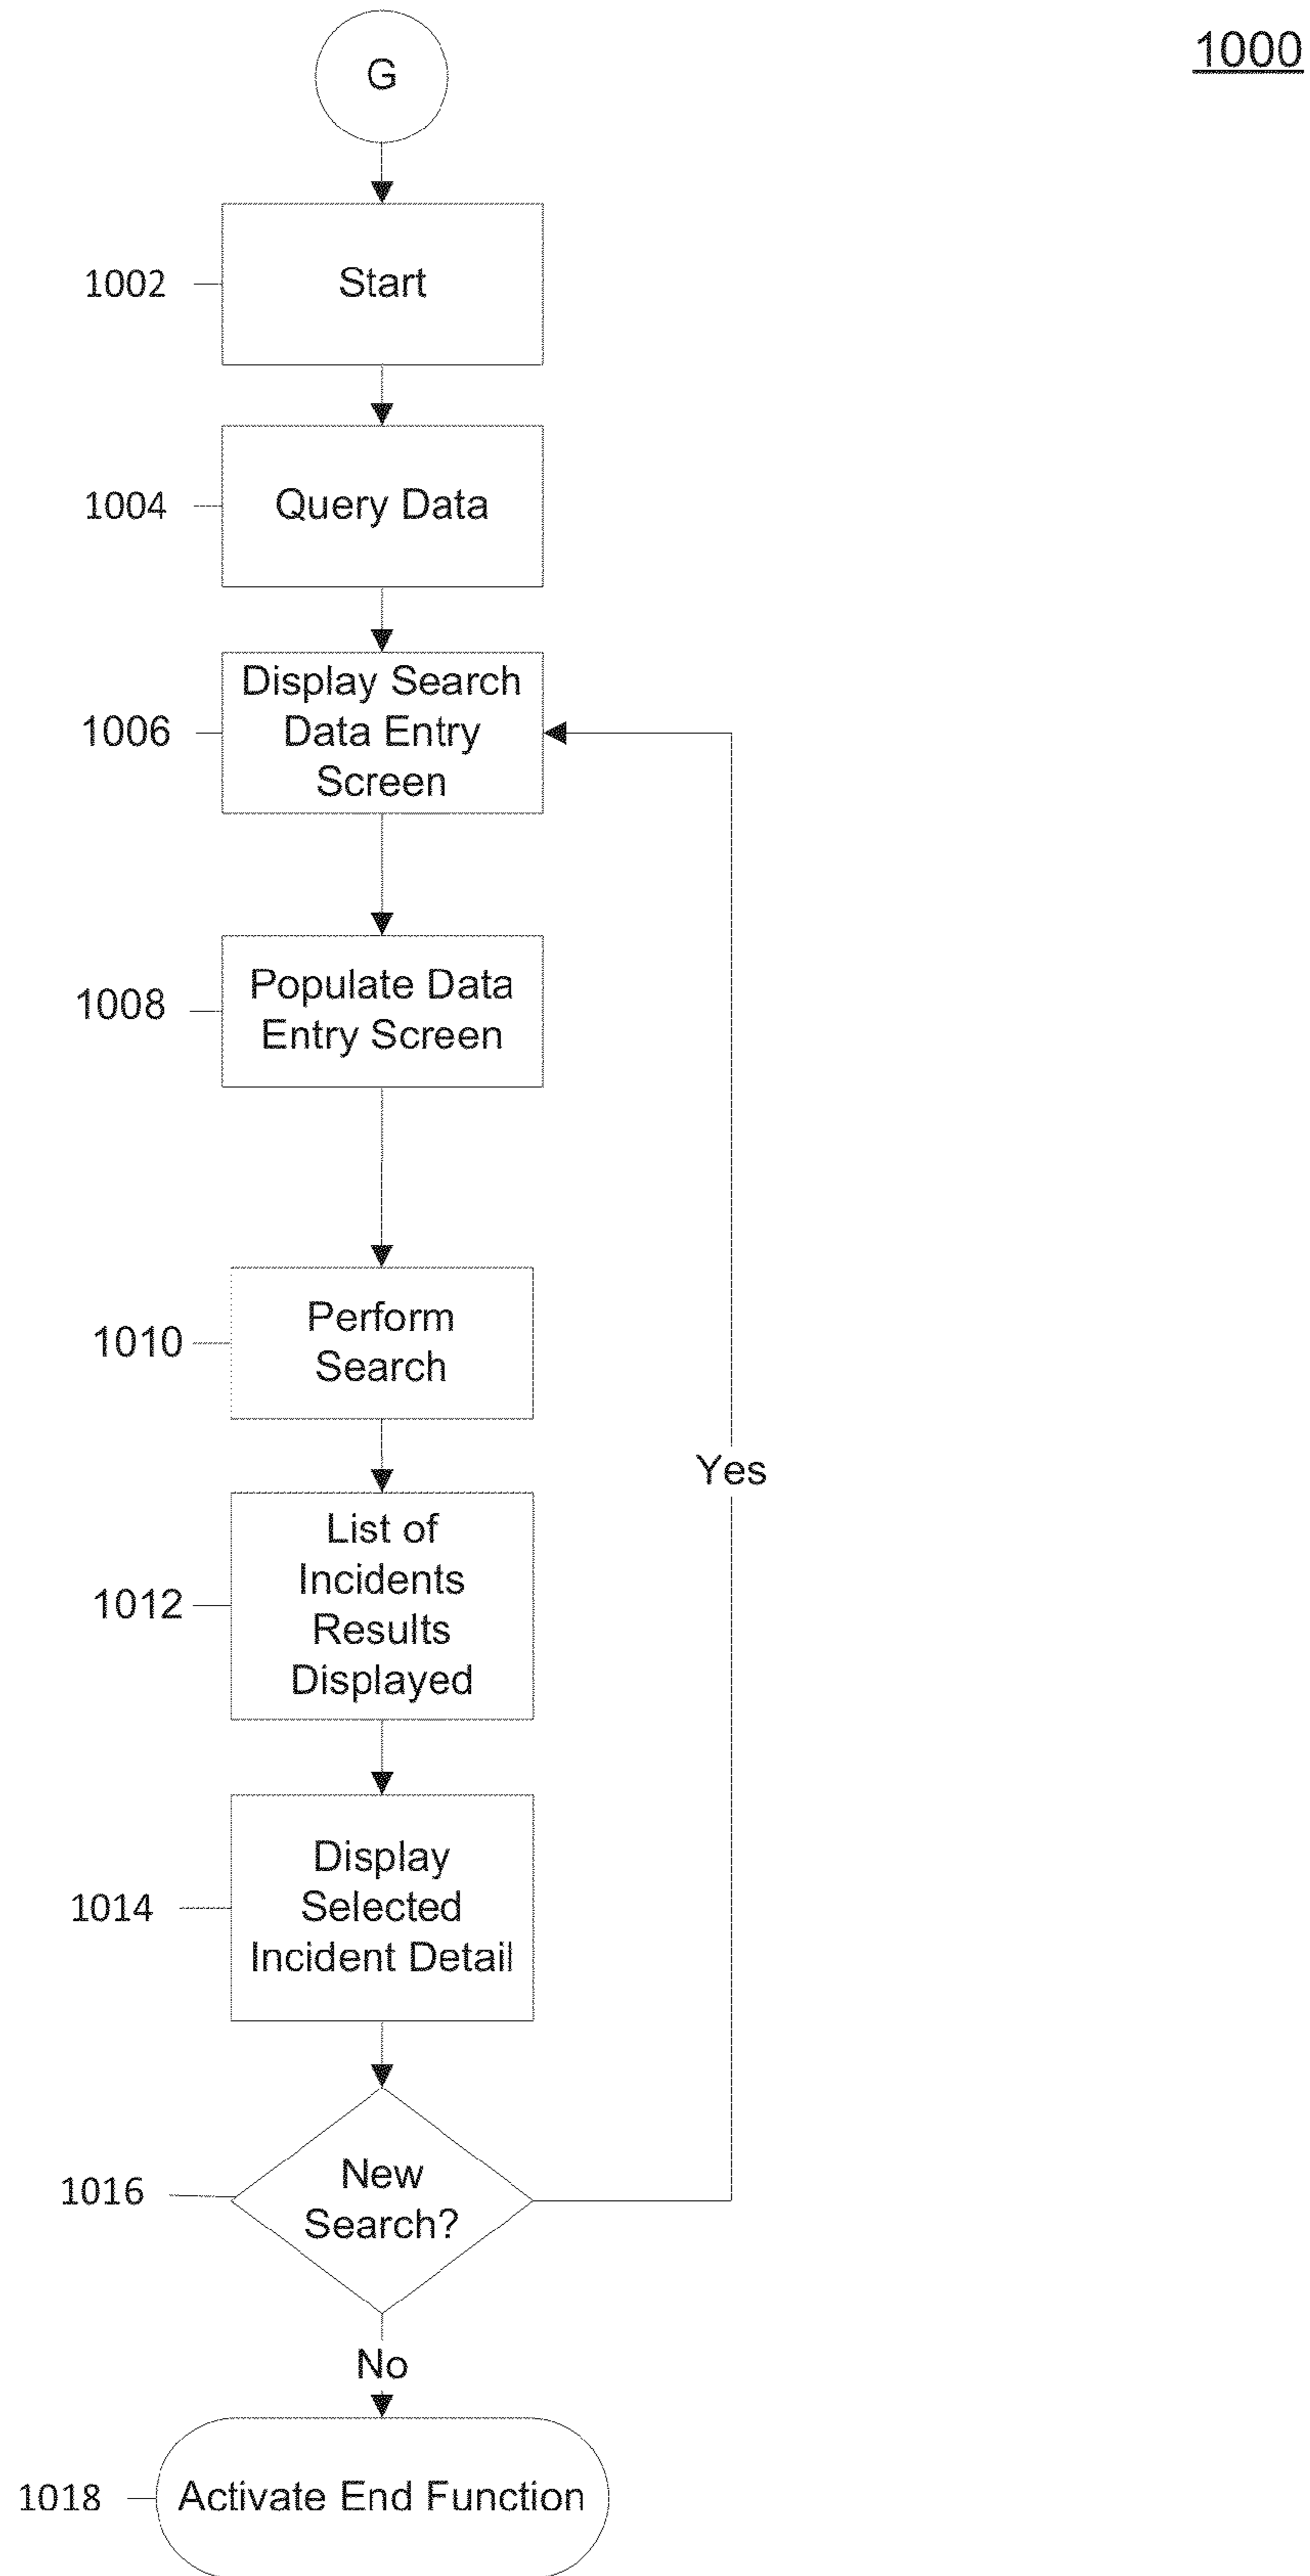 1000
G
1002
Start
1004
Query Data
Display Search
1006
Data Entry
Screen
1008
Populate Data
Entry Screen
1010
Perform
Search
Yes
List of
Incidents
1012
Results
Displayed
Display
1014
Selected
Incident Detail
1016
New
Search?
No
1018
Activate End Function